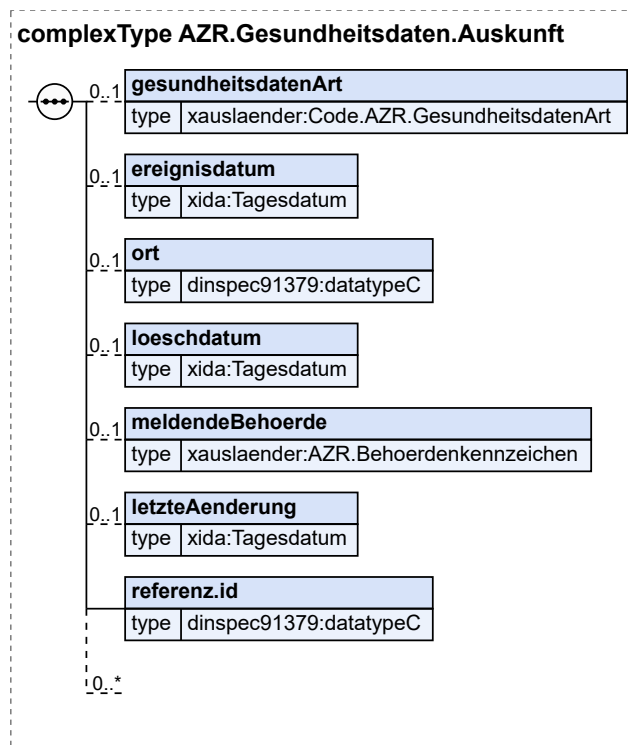 complexType AZR.Gesundheitsdaten.Auskunft
0..1 gesundheitsdatenArt
type xauslaender:Code.AZR.GesundheitsdatenArt
0..1 ereignisdatum
type xida:Tagesdatum
0..1 ort
type dinspec91379:datatypeC
0..1 loeschdatum
type xida:Tagesdatum
0..1 meldendeBehoerde
type xauslaender:AZR.Behoerdenkennzeichen
0..1 letzteAenderung
type xida:Tagesdatum
referenz.id
type dinspec91379:datatypeC
0..*